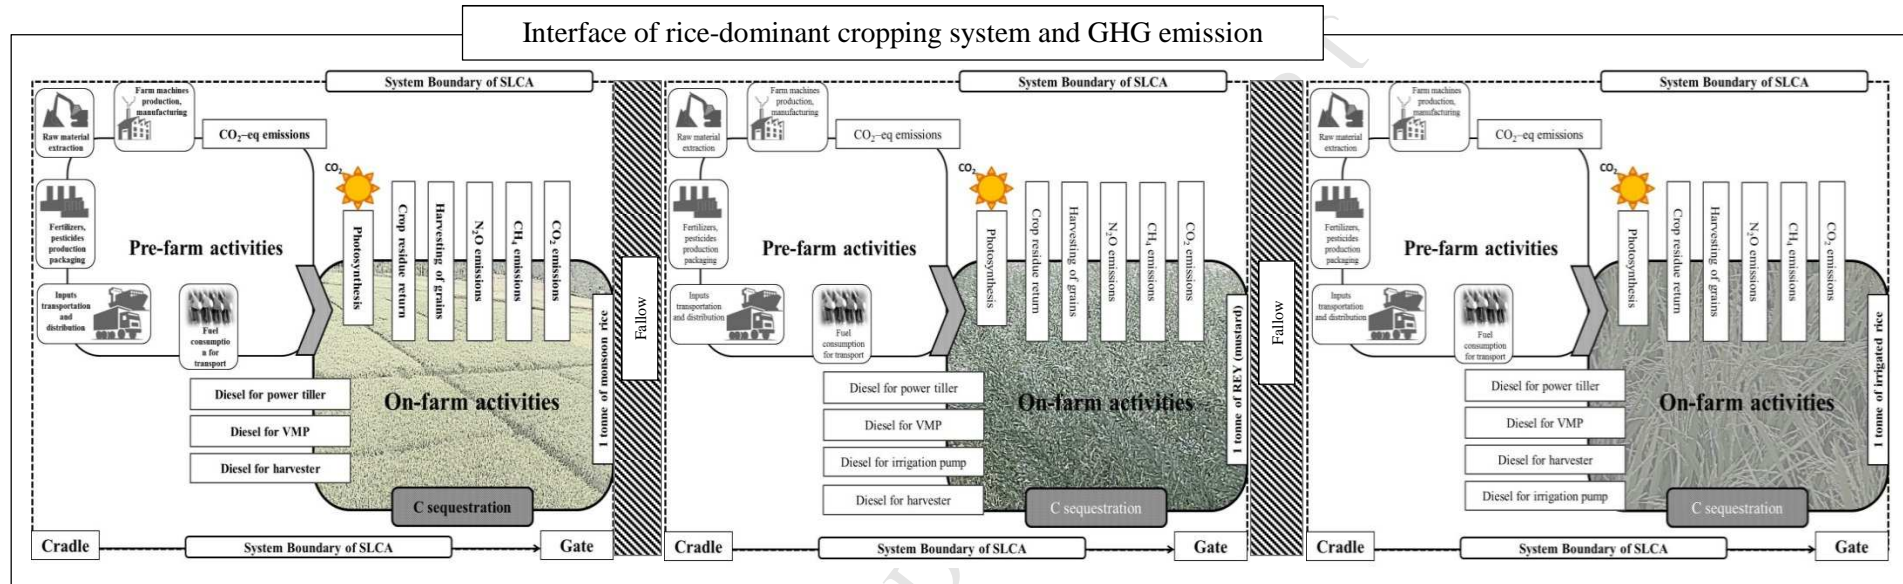 Interface of rice-dominant cropping system and GHG emission
System Boundary of SLCA
Raw material
extraction
Farm machines
production,
manufacturing
CO₂–eq emissions
Fertilizers,
pesticides
production
packaging
Pre-farm activities
Inputs
transportation
and
distribution
Fuel
consumptio
n for
transport
CO₂
Photosynthesis
Crop residue return
Harvesting of grains
N₂O emissions
CH₄ emissions
CO₂ emissions
On-farm activities
1 tonne of monsoon rice
Diesel for power tiller
Diesel for VMP
Diesel for harvester
C sequestration
Cradle
System Boundary of SLCA
Gate
Fallow
System Boundary of SLCA
Raw material
extraction
Farm machines
production,
manufacturing
CO₂–eq emissions
Fertilizers,
pesticides
production
packaging
Pre-farm activities
Inputs
transportation
and distribution
Fuel
consumption
for transport
CO₂
Photosynthesis
Crop residue return
Harvesting of grains
N₂O emissions
CH₄ emissions
CO₂ emissions
On-farm activities
1 tonne of REY (mustard)
Diesel for power tiller
Diesel for VMP
Diesel for irrigation pump
Diesel for harvester
C sequestration
Cradle
System Boundary of SLCA
Gate
Fallow
System Boundary of SLCA
Raw material
extraction
Farm machines
production,
manufacturing
CO₂–eq emissions
Fertilizers,
pesticides
production
packaging
Pre-farm activities
Inputs
transportation
and distribution
Fuel
consumption
for transport
CO₂
Photosynthesis
Crop residue return
Harvesting of grains
N₂O emissions
CH₄ emissions
CO₂ emissions
On-farm activities
1 tonne of irrigated rice
Diesel for power tiller
Diesel for VMP
Diesel for harvester
Diesel for irrigation pump
C sequestration
Cradle
System Boundary of SLCA
Gate